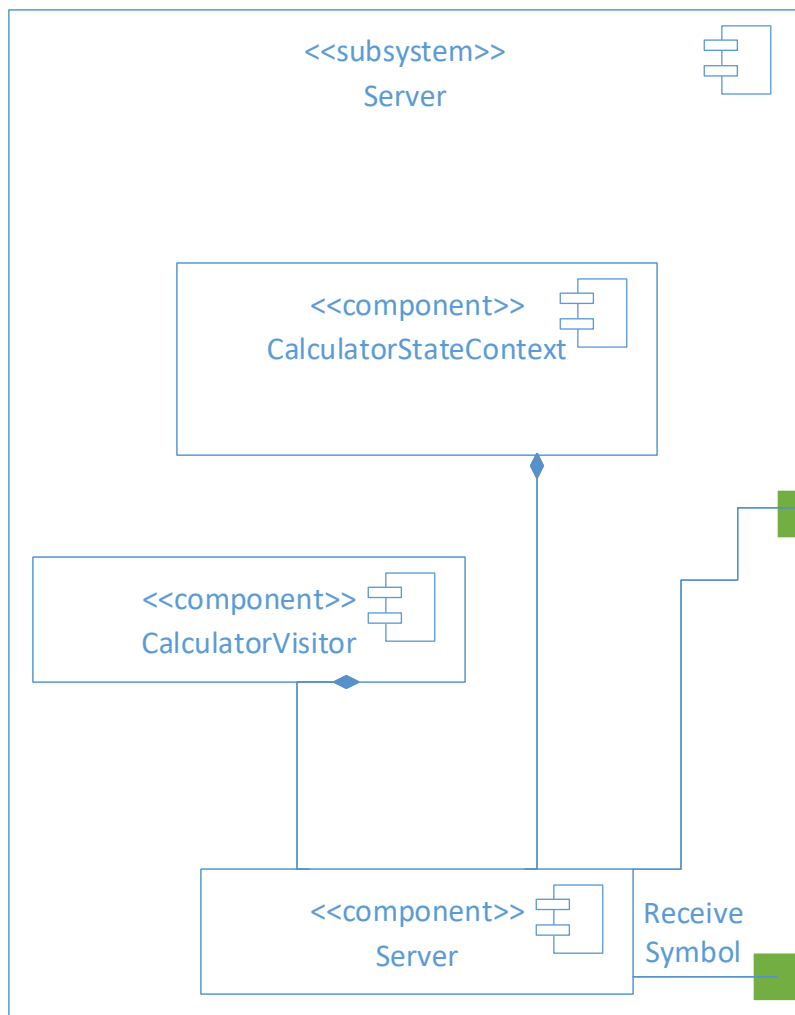 <<subsystem>>
Server
<<component>>
CalculatorStateContext
<<component>>
CalculatorVisitor
<<component>>
Server
Receive
Symbol